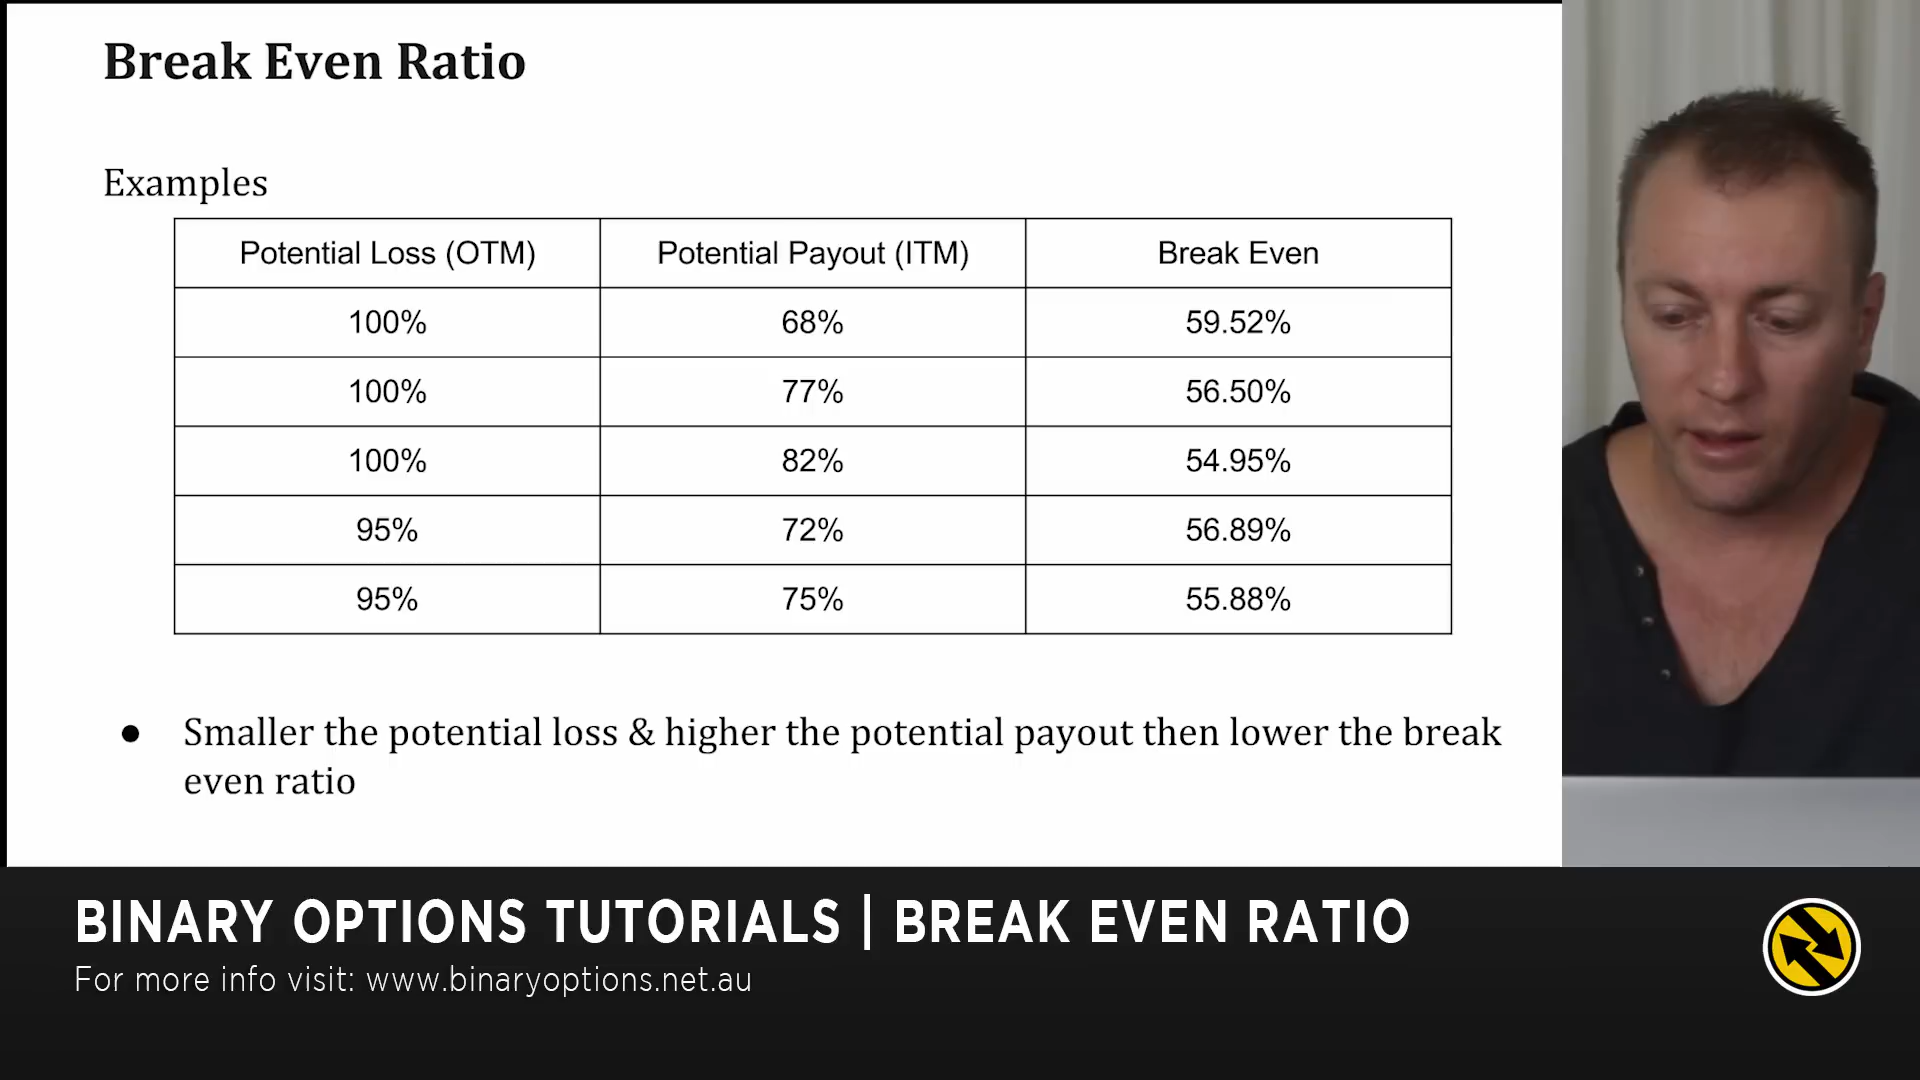 Break Even Ratio
Examples
Potential Loss (OTM) Potential Payout (ITM) Break Even
100% 68% 59.52%
100% 77% 56.50%
100% 82% 54.95%
95% 72% 56.89%
95% 75% 55.88%
● Smaller the potential loss & higher the potential payout then lower the break
even ratio
BINARY OPTIONS TUTORIALS | BREAK EVEN RATIO
For more info visit: www.binaryoptions.net.au